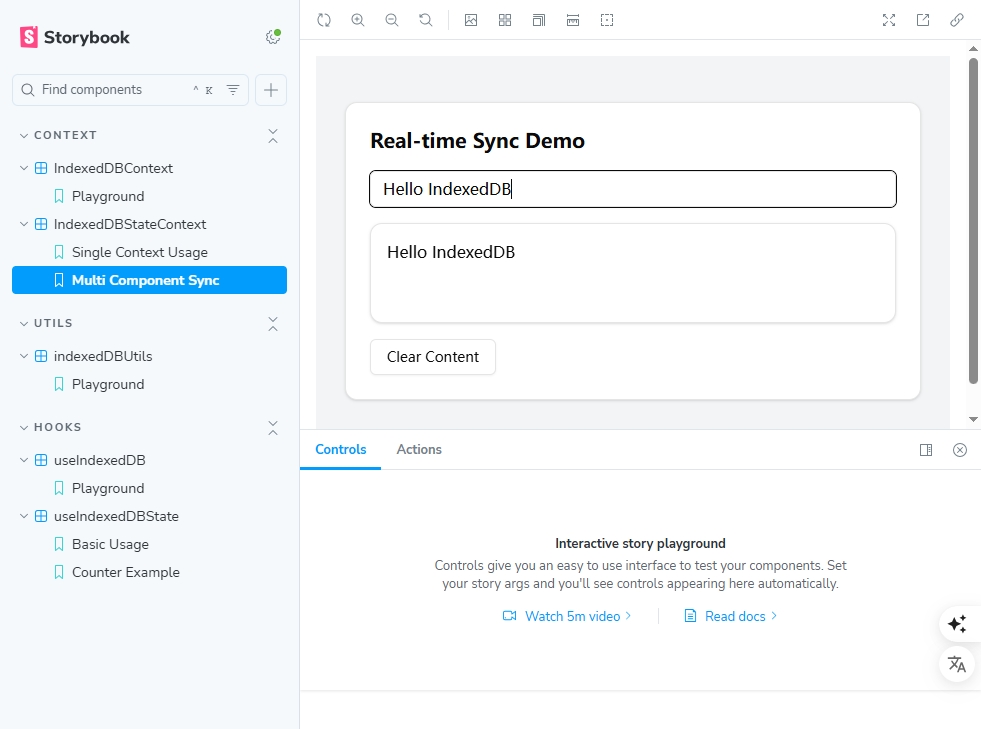 Storybook
Find components
^ K
CONTEXT
IndexedDBContext
Playground
IndexedDBStateContext
Single Context Usage
Multi Component Sync
UTILS
indexedDBUtils
Playground
HOOKS
useIndexedDB
Playground
useIndexedDBState
Basic Usage
Counter Example
Real-time Sync Demo
Hello IndexedDB
Hello IndexedDB
Clear Content
Controls
Actions
Interactive story playground
Controls give you an easy to use interface to test your components. Set
your story args and you'll see controls appearing here automatically.
Watch 5m video
Read docs